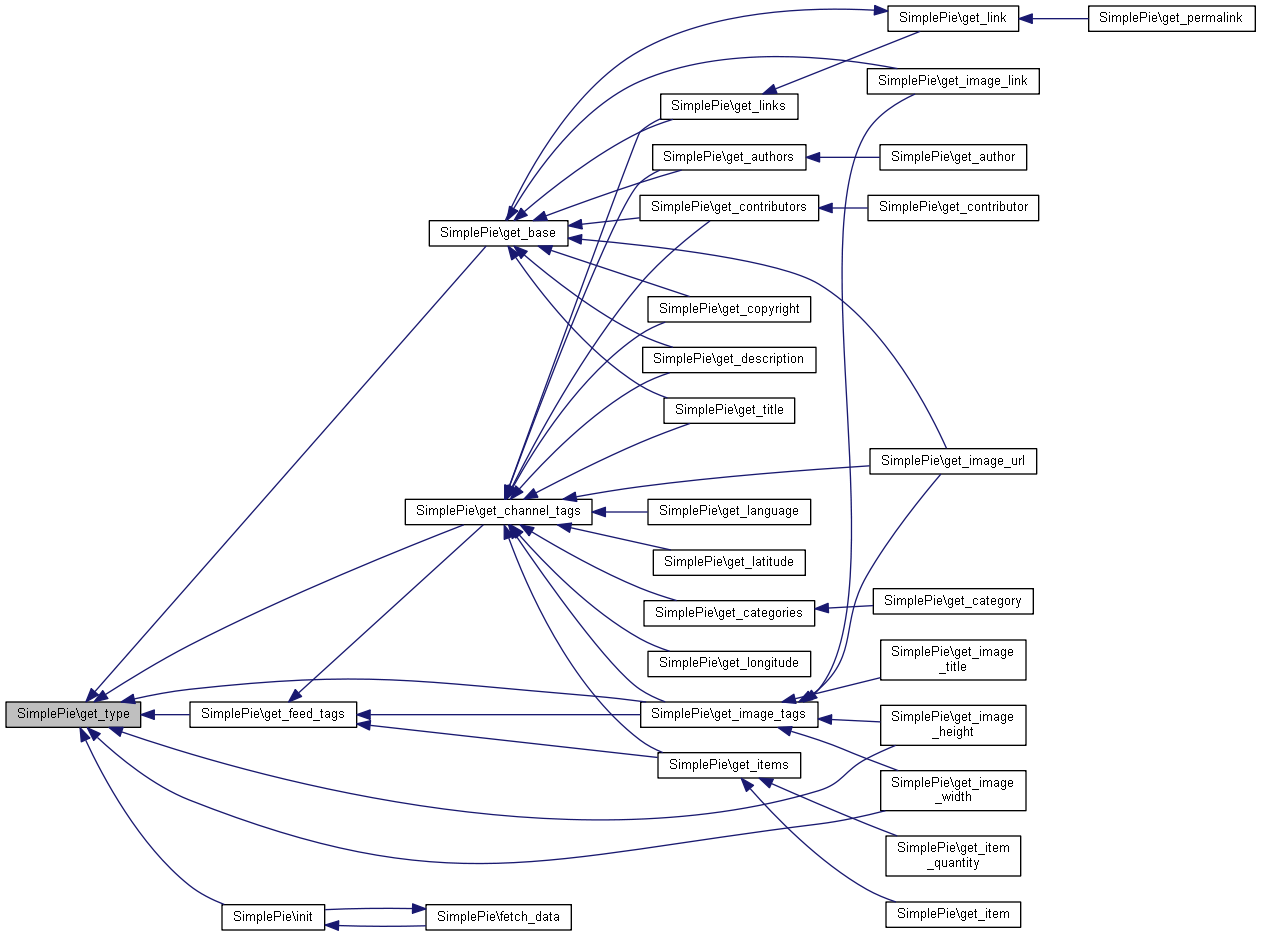 SimplePie\get_link
SimplePie\get_permalink
SimplePie\get_image_link
SimplePie\get_links
SimplePie\get_authors
SimplePie\get_author
SimplePie\get_contributors
SimplePie\get_contributor
SimplePie\get_base
SimplePie\get_copyright
SimplePie\get_description
SimplePie\get_title
SimplePie\get_image_url
SimplePie\get_channel_tags
SimplePie\get_language
SimplePie\get_latitude
SimplePie\get_categories
SimplePie\get_category
SimplePie\get_longitude
SimplePie\get_image
_title
SimplePie\get_type
SimplePie\get_feed_tags
SimplePie\get_image_tags
SimplePie\get_image
_height
SimplePie\get_items
SimplePie\get_image
_width
SimplePie\get_item
_quantity
SimplePie\init
SimplePie\fetch_data
SimplePie\get_item